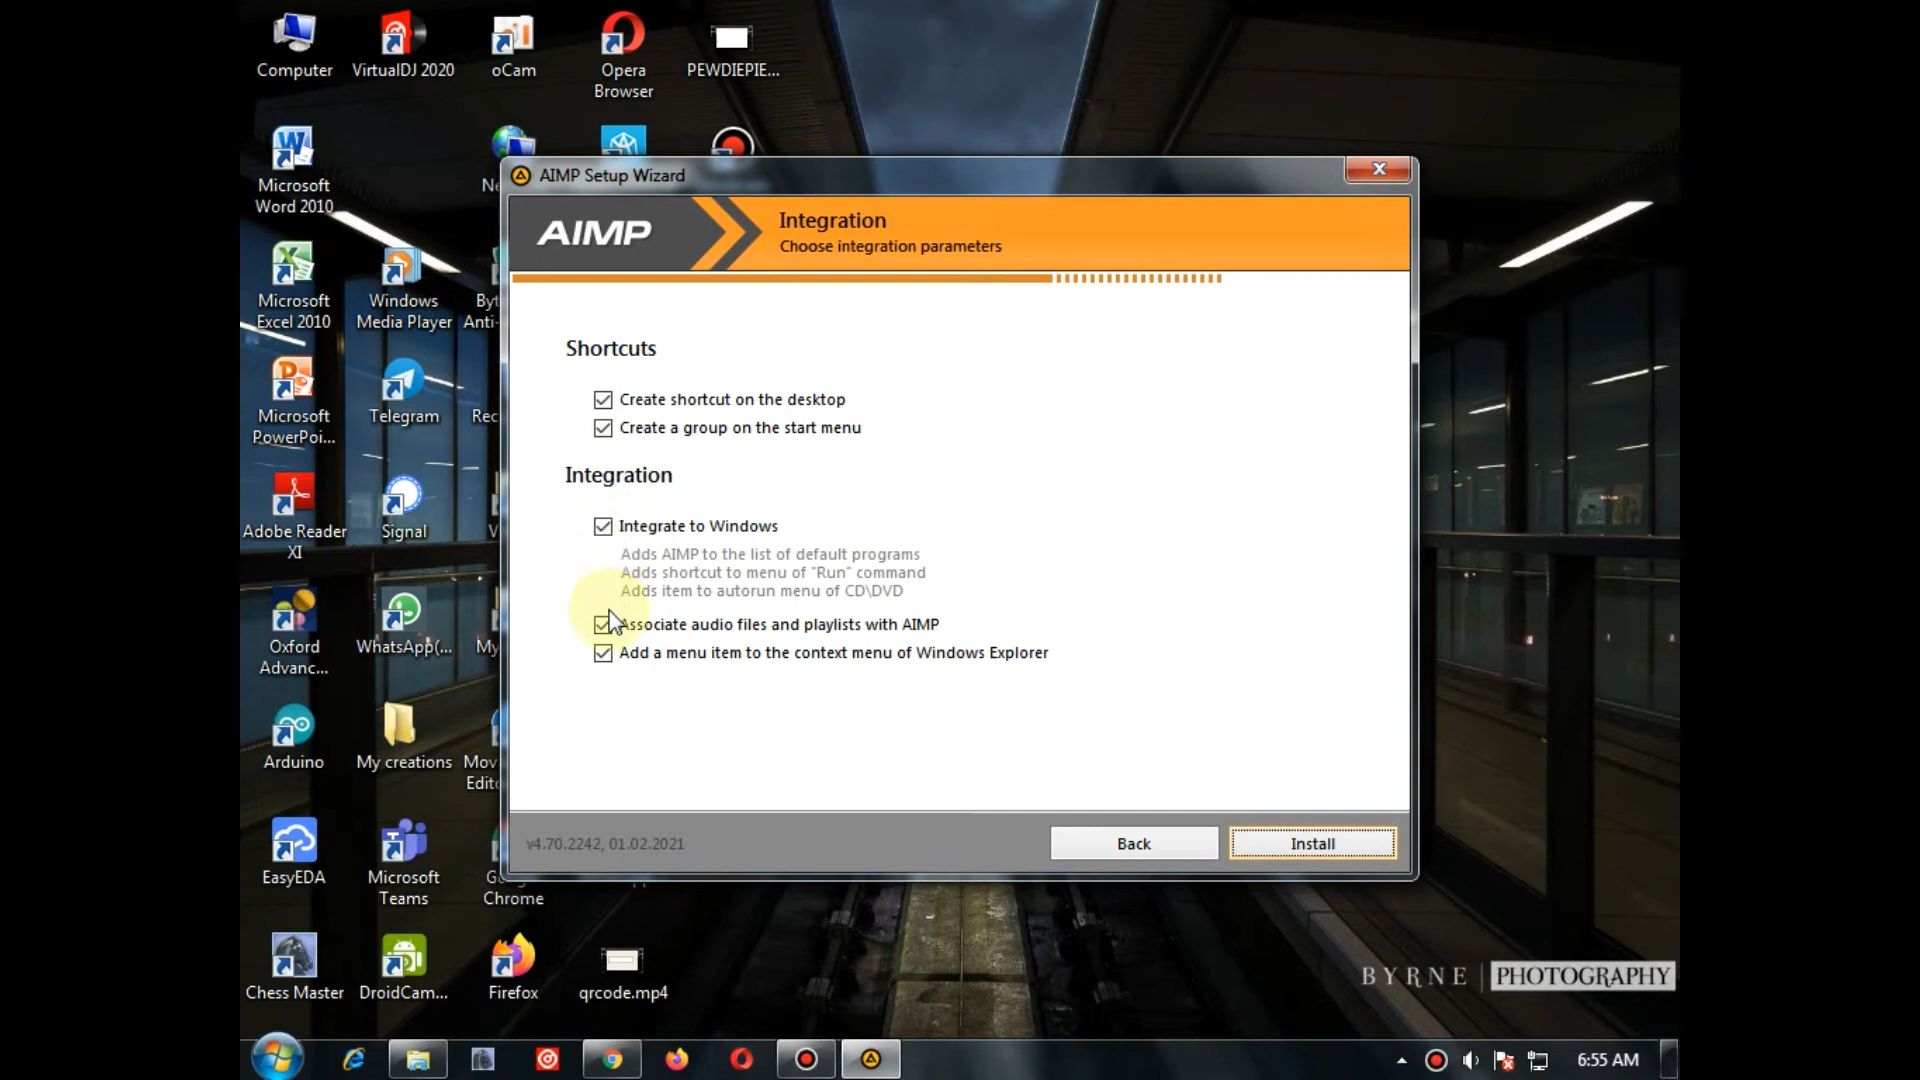 Computer
VirtualDJ 2020
oCam
Opera
Browser
PEWDIEPIE...
Microsoft
Word 2010
Microsoft
Excel 2010
Windows
Media Player
Anti-
Microsoft
PowerPoi...
Telegram
Adobe Reader
XI
Signal
Oxford
Advanc...
WhatsApp(...
My
Arduino
My creations
EasyEDA
Microsoft
Teams
Chrome
Chess Master
DroidCam...
Firefox
qrcode.mp4
AIMP Setup Wizard
AIMP
Integration
Choose integration parameters
Shortcuts
Create shortcut on the desktop
Create a group on the start menu
Integration
Integrate to Windows
Adds AIMP to the list of default programs
Adds shortcut to menu of "Run" command
Adds item to autorun menu of CD\DVD
Associate audio files and playlists with AIMP
Add a menu item to the context menu of Windows Explorer
v4.70.2242, 01.02.2021
Back
Install
BYRNE | PHOTOGRAPHY
6:55 AM